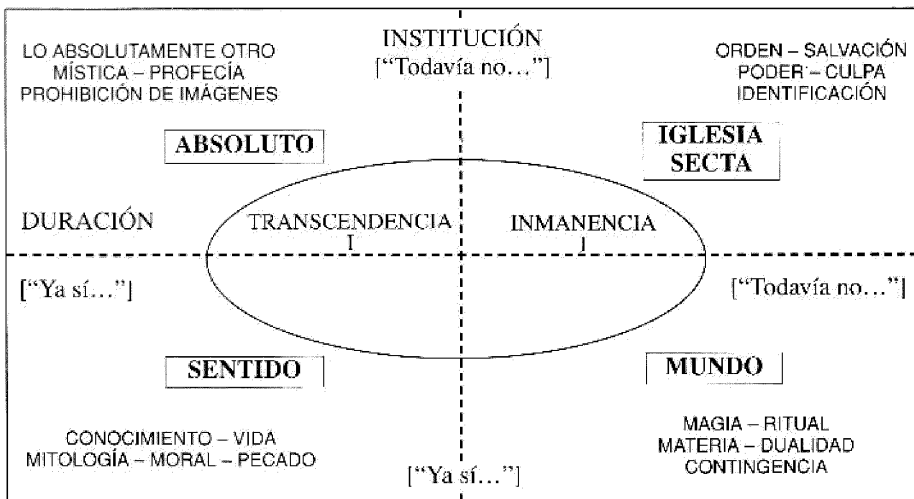 LO ABSOLUTAMENTE OTRO
MÍSTICA – PROFECÍA
PROHIBICIÓN DE IMÁGENES
INSTITUCIÓN
[“Todavía no…”]
ORDEN – SALVACIÓN
PODER – CULPA
IDENTIFICACIÓN
ABSOLUTO
IGLESIA
SECTA
DURACIÓN
TRANSCENDENCIA
INMANENCIA
[“Ya sí…”]
[“Todavía no…”]
SENTIDO
MUNDO
CONOCIMIENTO – VIDA
MITOLOGÍA – MORAL – PECADO
MAGIA – RITUAL
MATERIA – DUALIDAD
CONTINGENCIA
[“Ya sí…”]